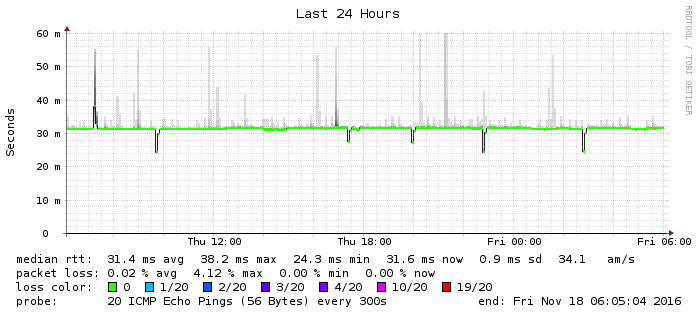 Last 24 Hours
RRDTOOL / TOBI OETIKER
Seconds
60 m
50 m
40 m
30 m
20 m
10 m
0
Thu 12:00 Thu 18:00 Fri 00:00 Fri 06:00
median rtt: 31.4 ms avg 38.2 ms max 24.3 ms min 31.6 ms now 0.9 ms sd 34.1 am/s
packet loss: 0.02 % avg 4.12 % max 0.00 % min 0.00 % now
loss color: 0 1/20 2/20 3/20 4/20 10/20 19/20
probe: 20 ICMP Echo Pings (56 Bytes) every 300s end: Fri Nov 18 06:05:04 2016